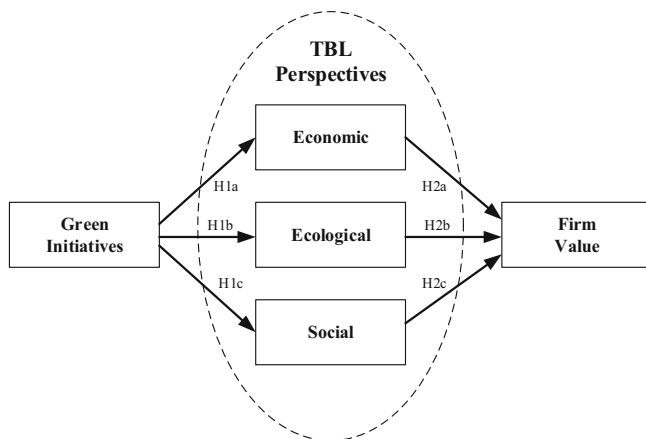 TBL
Perspectives
Economic
H1a
H2a
Green
Initiatives
H1b
Ecological
H2b
Firm
Value
H1c
H2c
Social